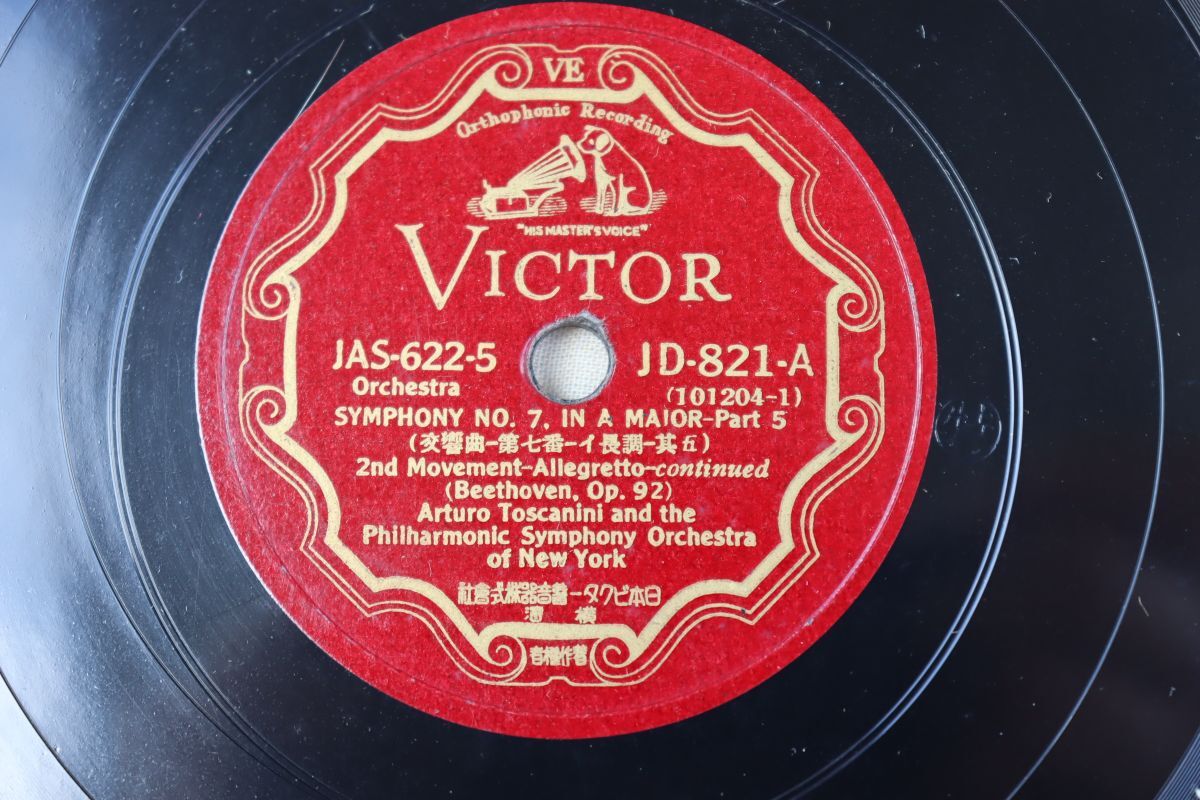 VE
Orthophonic Recording
"HIS MASTER'S VOICE"
VICTOR
JAS-622-5 JD-821-A
Orchestra (101204-1)
SYMPHONY NO. 7, IN A MAJOR-Part 5
(交響曲-第七番-イ長調-其五)
2nd Movement-Allegretto-continued
(Beethoven, Op. 92)
Arturo Toscanini and the
Philharmonic Symphony Orchestra
of New York
社會式株器音蓄ータクビ本日
濱横
有權作著